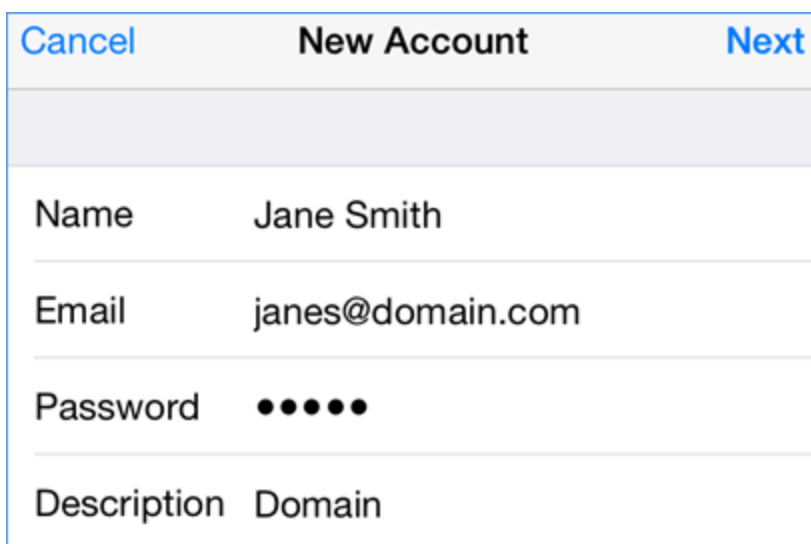 Cancel New Account Next
Name Jane Smith
Email janes@domain.com
Password •••••
Description Domain